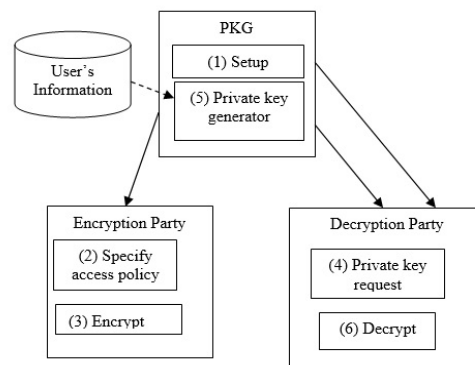 PKG
(1) Setup
User's
Information
(5) Private key
generator
Encryption Party
(2) Specify
access policy
(3) Encrypt
Decryption Party
(4) Private key
request
(6) Decrypt